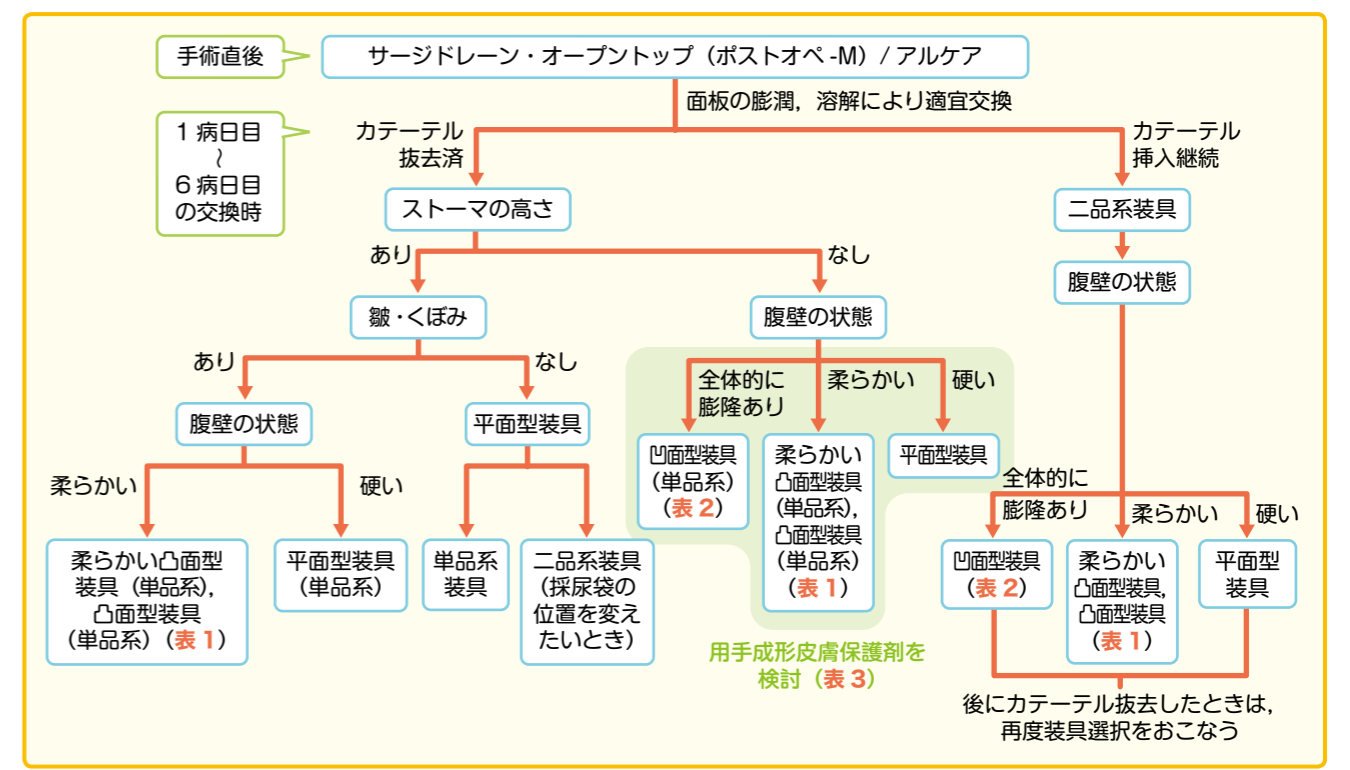 手術直後
サージドレーン・オープントップ（ポストオペ -M）/ アルケア
面板の膨潤，溶解により適宜交換
1 病日目
〜
6 病日目
の交換時
カテーテル
抜去済
カテーテル
挿入継続
ストーマの高さ
二品系装具
あり
なし
腹壁の状態
皺・くぼみ
腹壁の状態
あり
なし
全体的に
膨隆あり
柔らかい
硬い
腹壁の状態
平面型装具
凹面型装具
（単品系）
（表 2）
柔らかい
凸面型装具
（単品系），
凸面型装具
（単品系）
（表 1）
平面型装具
柔らかい
硬い
全体的に
膨隆あり
柔らかい
硬い
柔らかい凸面型
装具（単品系），
凸面型装具
（単品系）（表 1）
平面型装具
（単品系）
単品系
装具
二品系装具
（採尿袋の
位置を変え
たいとき）
凹面型装具
（表 2）
柔らかい
凸面型装具，
凸面型装具
（表 1）
平面型
装具
用手成形皮膚保護剤を
検討（表 3）
後にカテーテル抜去したときは，
再度装具選択をおこなう